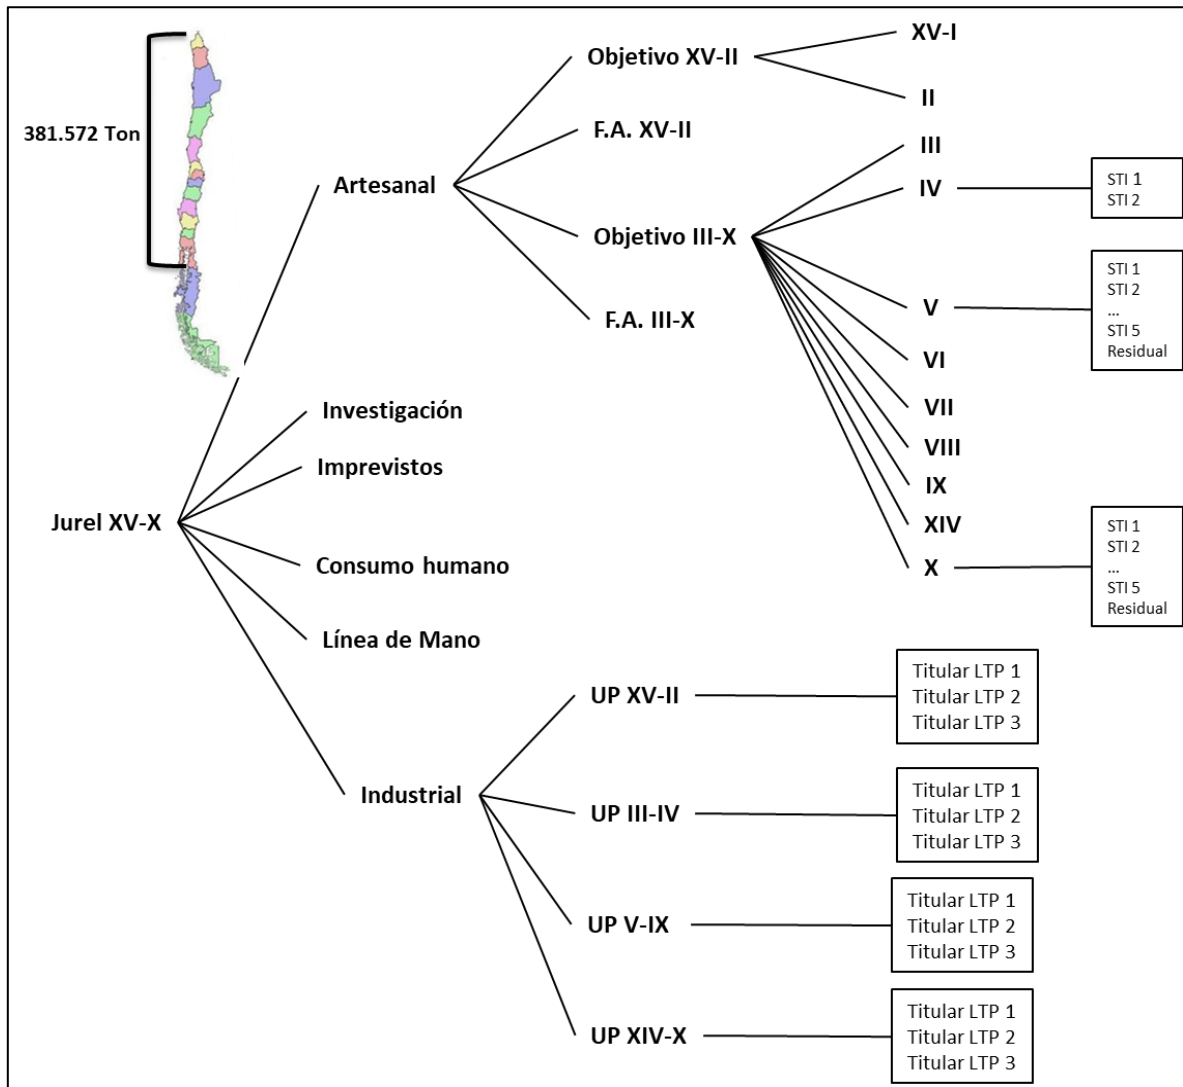 381.572 Ton
Jurel XV-X
Artesanal
Objetivo XV-II
XV-I
II
F.A. XV-II
Objetivo III-X
III
IV
STI 1
STI 2
V
STI 1
STI 2
...
STI 5
Residual
VI
VII
VIII
IX
XIV
X
STI 1
STI 2
...
STI 5
Residual
F.A. III-X
Investigación
Imprevistos
Consumo humano
Línea de Mano
Industrial
UP XV-II
Titular LTP 1
Titular LTP 2
Titular LTP 3
UP III-IV
Titular LTP 1
Titular LTP 2
Titular LTP 3
UP V-IX
Titular LTP 1
Titular LTP 2
Titular LTP 3
UP XIV-X
Titular LTP 1
Titular LTP 2
Titular LTP 3